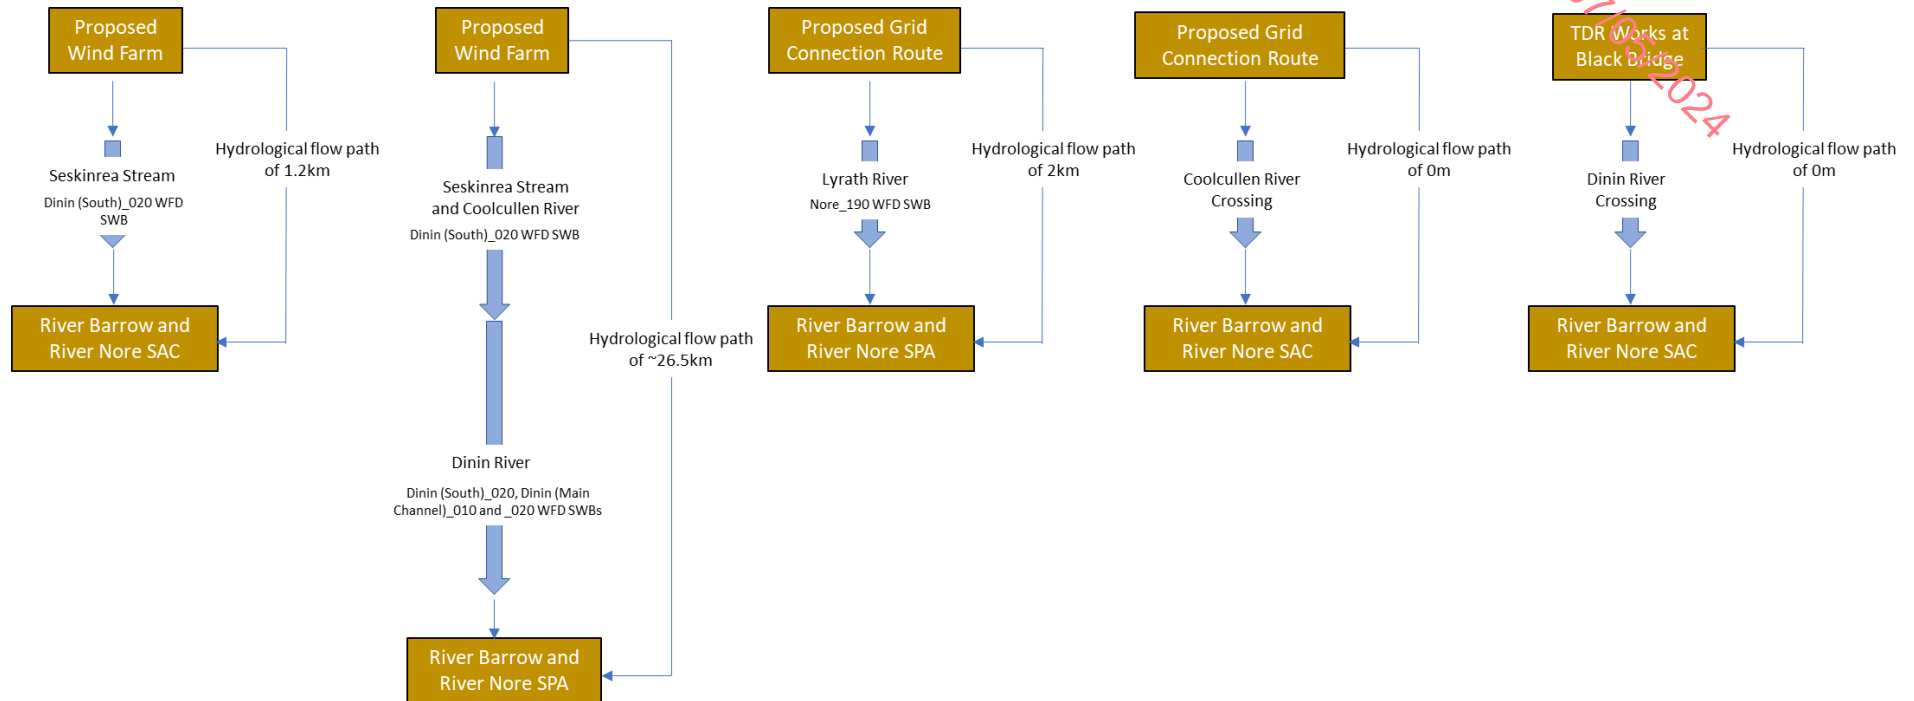 Proposed
Wind Farm
Hydrological flow path
of 1.2km
Seskinrea Stream
Dinin (South)_020 WFD
SWB
River Barrow and
River Nore SAC
Proposed
Wind Farm
Seskinrea Stream
and Coolcullen River
Dinin (South)_020 WFD SWB
Hydrological flow path
of ~26.5km
Dinin River
Dinin (South)_020, Dinin (Main
Channel)_010 and _020 WFD SWBs
River Barrow and
River Nore SPA
Proposed Grid
Connection Route
Hydrological flow path
of 2km
Lyrath River
Nore_190 WFD SWB
River Barrow and
River Nore SPA
Proposed Grid
Connection Route
Hydrological flow path
of 0m
Coolcullen River
Crossing
River Barrow and
River Nore SAC
TDR Works at
Black Bridge
Hydrological flow path
of 0m
Dinin River
Crossing
River Barrow and
River Nore SAC
7/05/2024